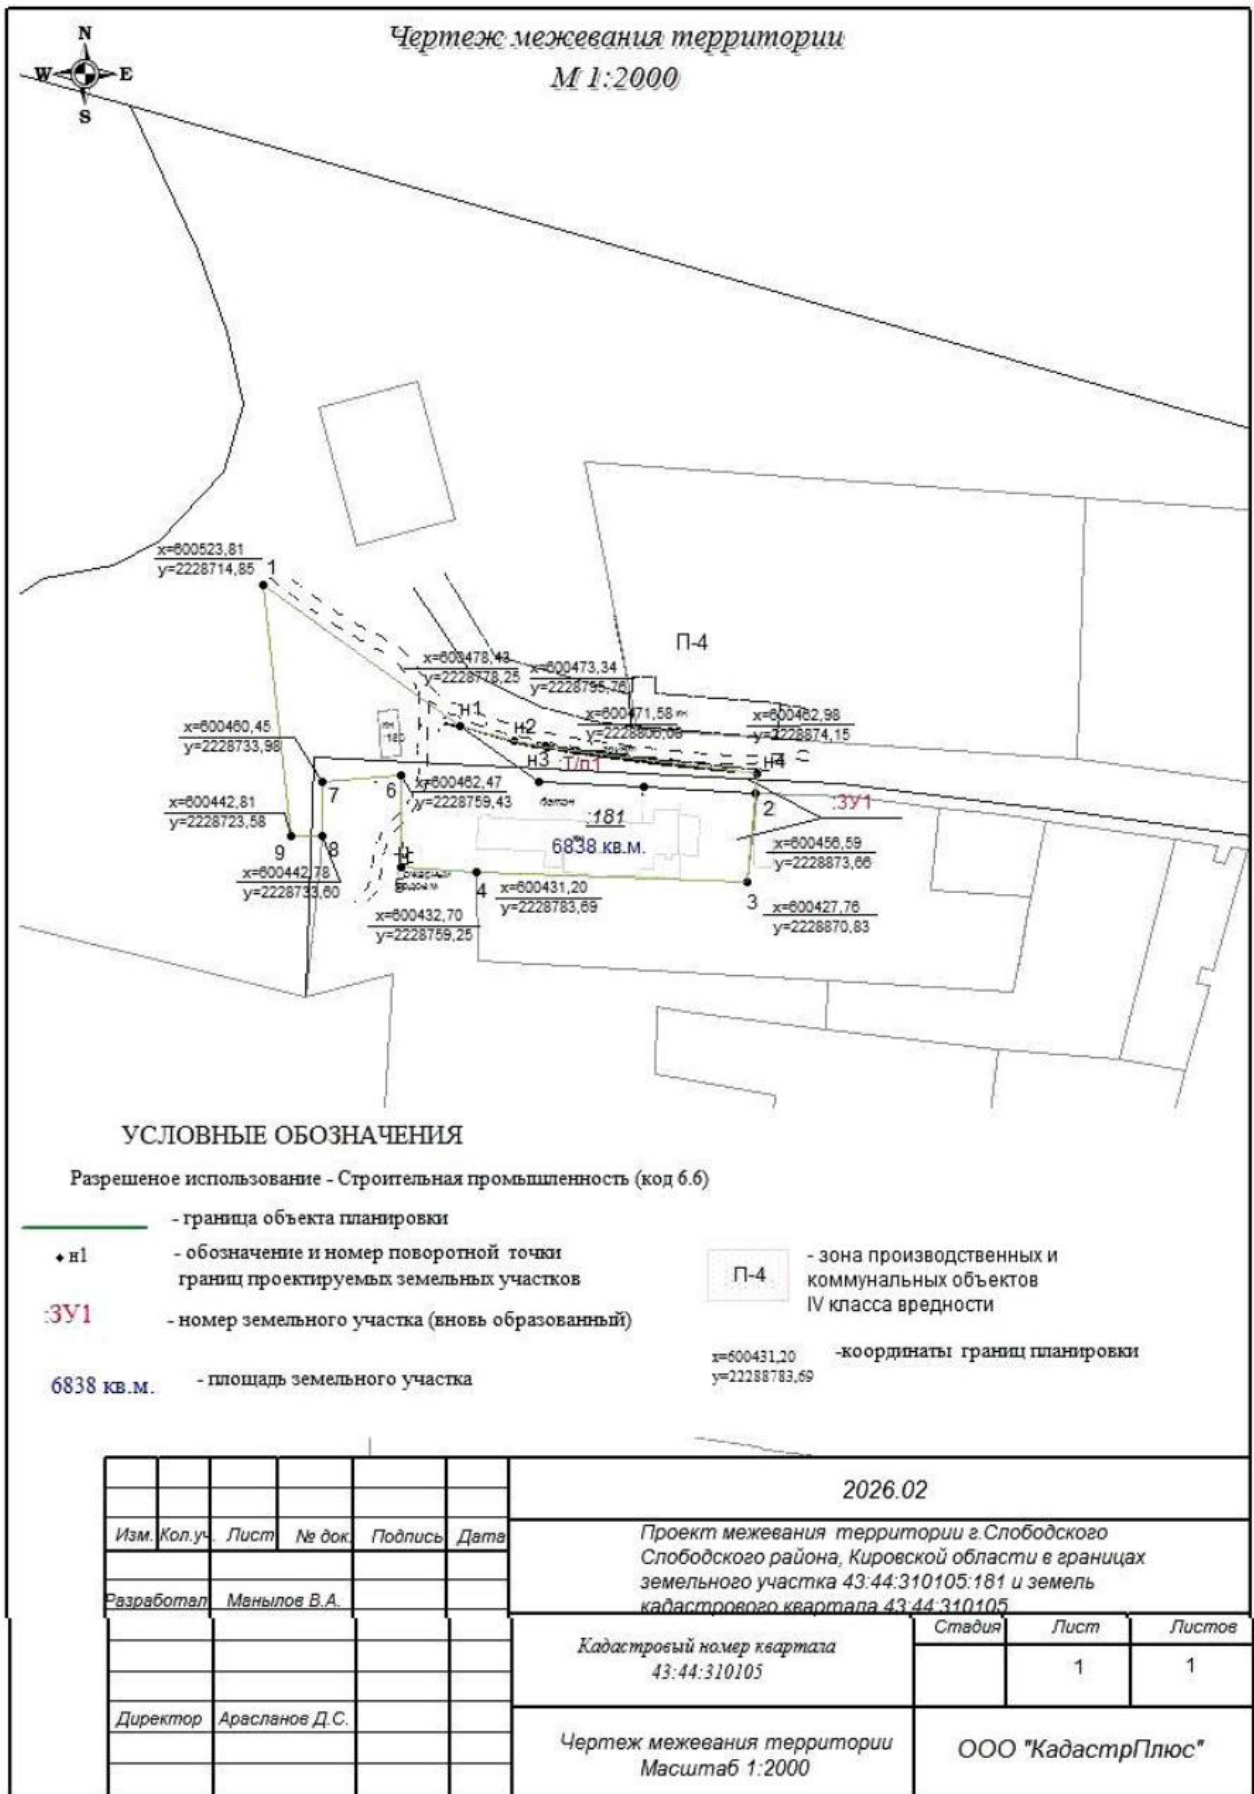 Чертеж межевания территории
М 1:2000
N
W
E
S
x=600523,81
y=2228714,85
1
П-4
x=600478,43
y=2228778,25
x=600473,34
y=2228795,76
н1
н2
x=600471,58
x=600462,98
y=2228874,15
x=600460,45
y=2228733,98
н3
:Т/п1
н4
7
6
x=600462,47
y=2228759,43
2
:ЗУ1
x=600442,81
y=2228723,58
:181
6838 кв.м.
9
8
x=600456,59
y=2228873,66
x=600442,78
y=2228733,60
4
x=600431,20
y=2228783,69
3
x=600427,76
y=2228870,83
x=600432,70
y=2228759,25
УСЛОВНЫЕ ОБОЗНАЧЕНИЯ
Разрешеное использование - Строительная промышленность (код 6.6)
- граница объекта планировки
н1
- обозначение и номер поворотной точки
границ проектируемых земельных участков
:ЗУ1
- номер земельного участка (вновь образованный)
6838 кв.м.
- площадь земельного участка
П-4
- зона производственных и
коммунальных объектов
IV класса вредности
x=600431,20
y=22288783,69
-координаты границ планировки
2026.02
Изм. Кол.уч. Лист № док. Подпись Дата
Проект межевания территории г.Слободского
Слободского района, Кировской области в границах
земельного участка 43:44:310105:181 и земель
кадастрового квартала 43:44:310105
Разработал Манылов В.А.
Кадастровый номер квартала
43:44:310105
Стадия Лист Листов
1 1
Директор Арасланов Д.С.
Чертеж межевания территории
Масштаб 1:2000
ООО "КадастрПлюс"